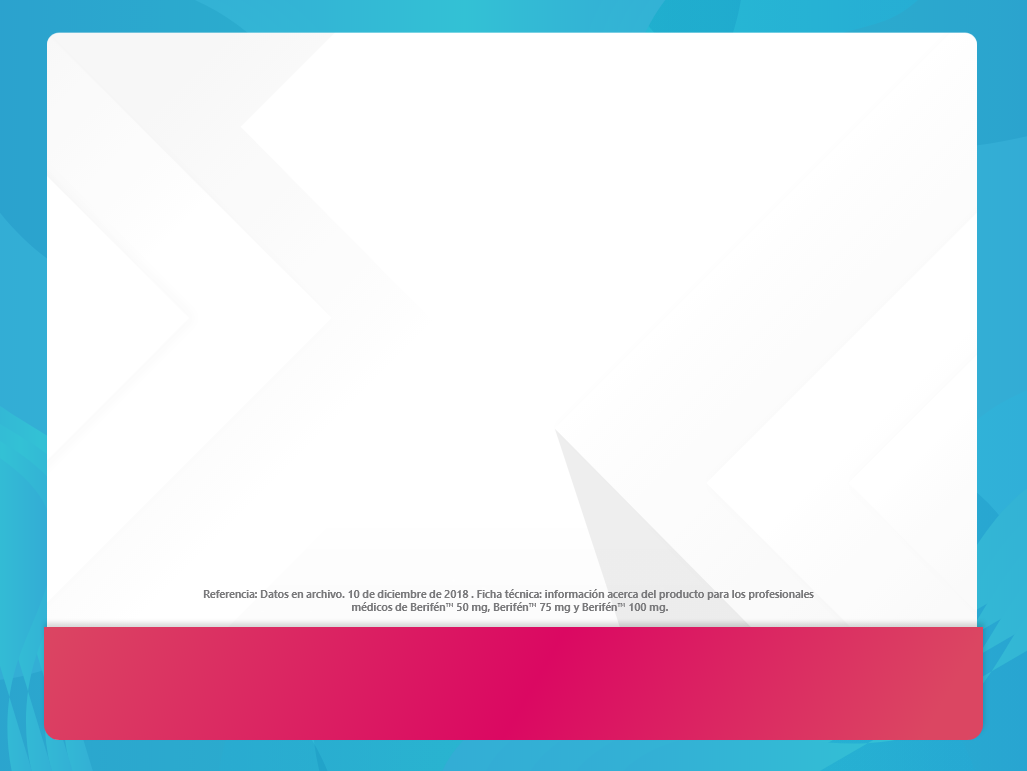 Referencia: Datos en archivo. 10 de diciembre de 2018 . Ficha técnica: información acerca del producto para los profesionales
médicos de Berifén™ 50 mg, Berifén™ 75 mg y Berifén™ 100 mg.